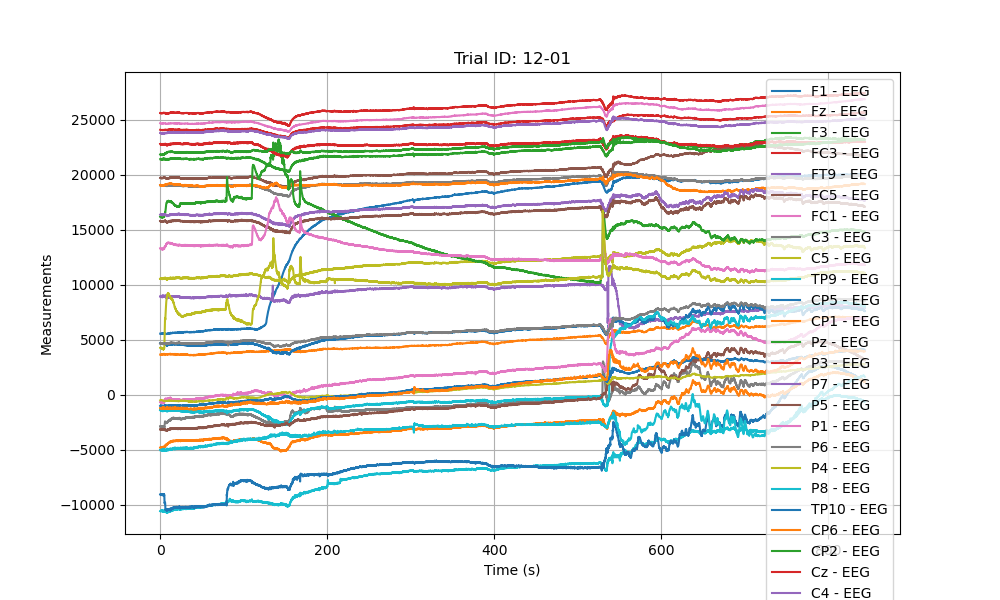 Trial ID: 12-01
Measurements
25000
20000
15000
10000
5000
0
−5000
−10000
0
200
400
600
Time (s)
F1 - EEG
Fz - EEG
F3 - EEG
FC3 - EEG
FT9 - EEG
FC5 - EEG
FC1 - EEG
C3 - EEG
C5 - EEG
TP9 - EEG
CP5 - EEG
CP1 - EEG
Pz - EEG
P3 - EEG
P7 - EEG
P5 - EEG
P1 - EEG
P6 - EEG
P4 - EEG
P8 - EEG
TP10 - EEG
CP6 - EEG
CP2 - EEG
Cz - EEG
C4 - EEG